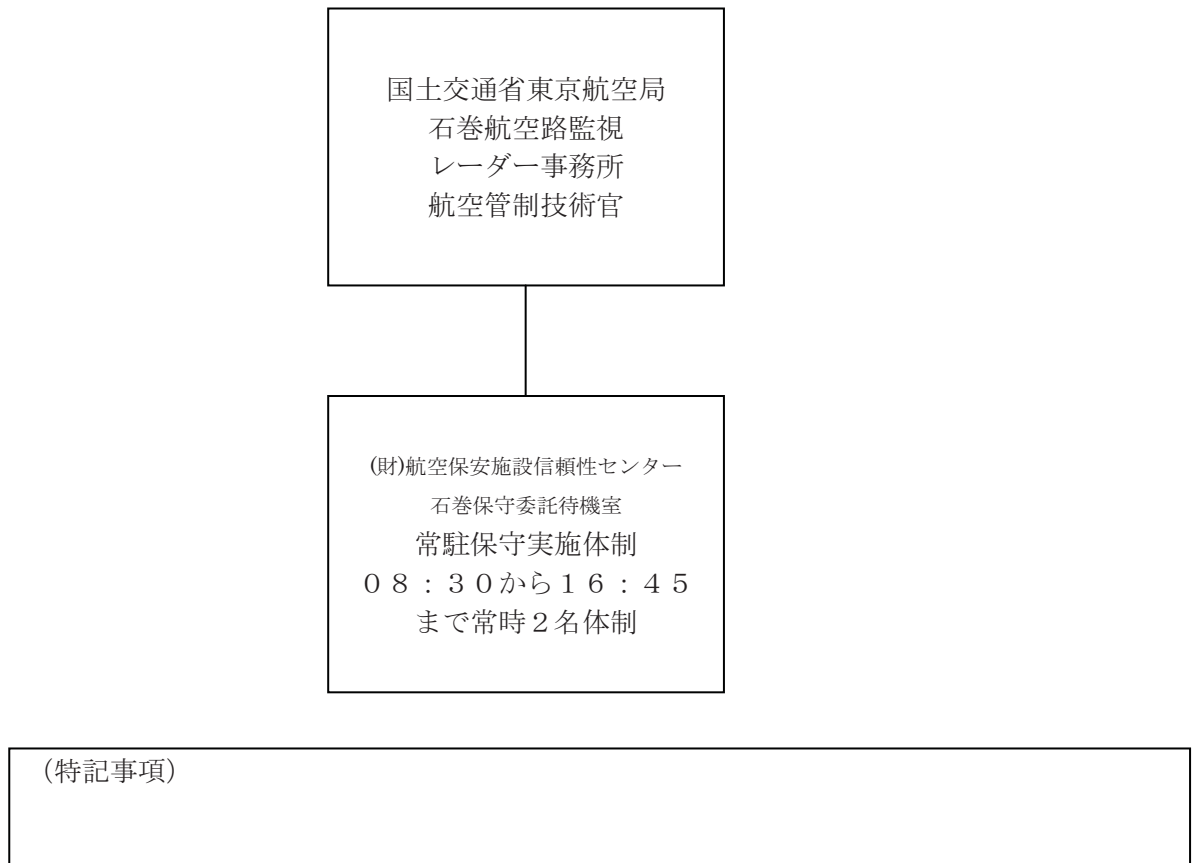 国土交通省東京航空局
石巻航空路監視
レーダー事務所
航空管制技術官
(財)航空保安施設信頼性センター
石巻保守委託待機室
常駐保守実施体制
０８：３０から１６：４５
まで常時２名体制
（特記事項）